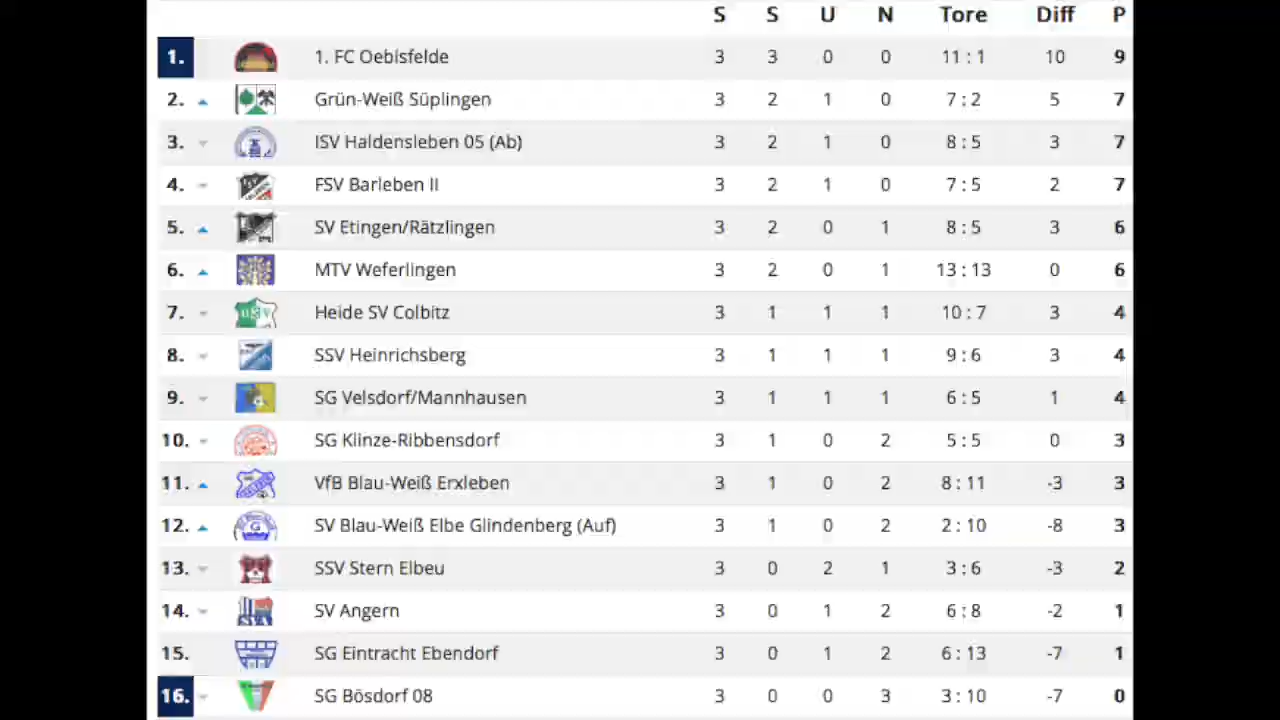 S S U N Tore Diff P
1. 1. FC Oebisfelde 3 3 0 0 11 : 1 10 9
2. Grün-Weiß Süplingen 3 2 1 0 7 : 2 5 7
3. ISV Haldensleben 05 (Ab) 3 2 1 0 8 : 5 3 7
4. FSV Barleben II 3 2 1 0 7 : 5 2 7
5. SV Etingen/Rätzlingen 3 2 0 1 8 : 5 3 6
6. MTV Weferlingen 3 2 0 1 13 : 13 0 6
7. Heide SV Colbitz 3 1 1 1 10 : 7 3 4
8. SSV Heinrichsberg 3 1 1 1 9 : 6 3 4
9. SG Velsdorf/Mannhausen 3 1 1 1 6 : 5 1 4
10. SG Klinze-Ribbensdorf 3 1 0 2 5 : 5 0 3
11. VfB Blau-Weiß Erxleben 3 1 0 2 8 : 11 -3 3
12. SV Blau-Weiß Elbe Glindenberg (Auf) 3 1 0 2 2 : 10 -8 3
13. SSV Stern Elbeu 3 0 2 1 3 : 6 -3 2
14. SV Angern 3 0 1 2 6 : 8 -2 1
15. SG Eintracht Ebendorf 3 0 1 2 6 : 13 -7 1
16. SG Bösdorf 08 3 0 0 3 3 : 10 -7 0